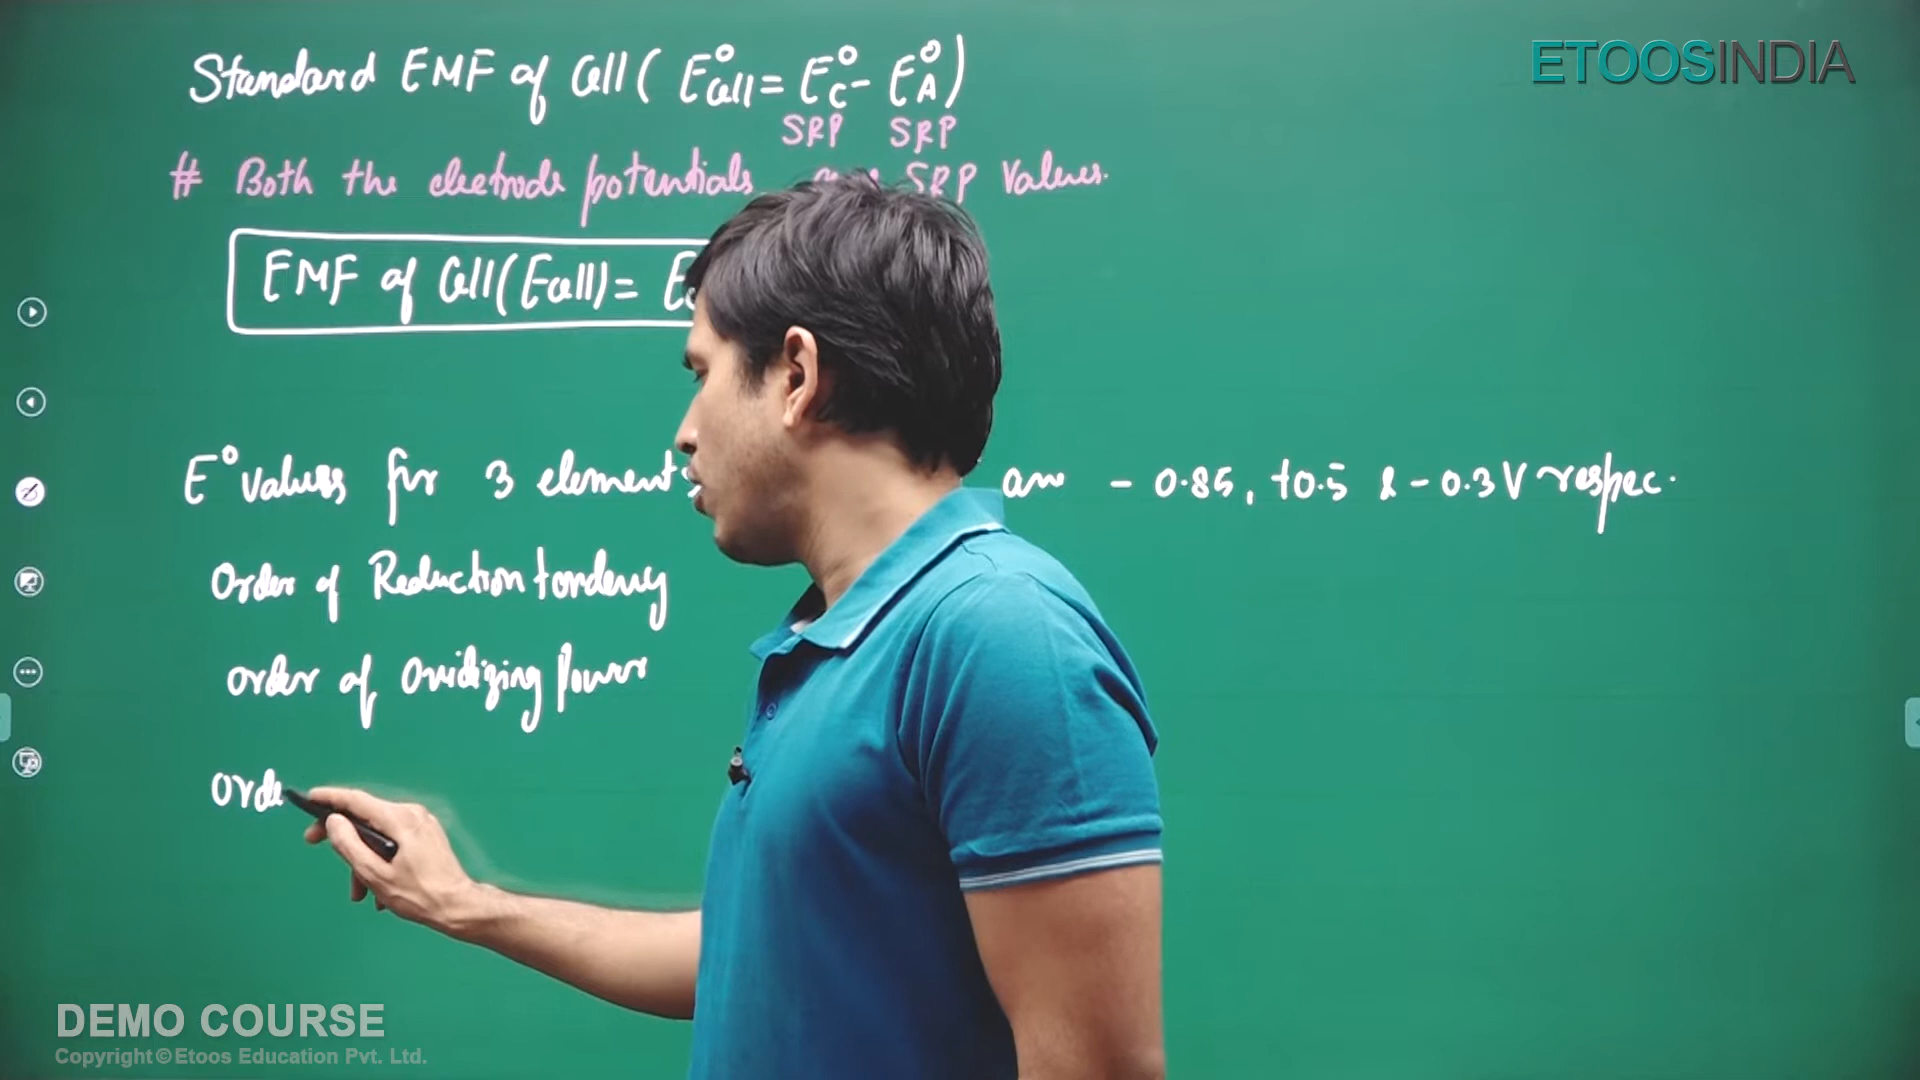 ETOOSINDIA
Standard EMF of Cell ( E°Cell = E°C - E°A )
SRP SRP
# Both the electrode potentials SRP Values.
EMF of Cell (Ecell) =
E° values for 3 element are - 0.85, +0.5 & - 0.3V respec.
Order of Reduction tendency
order of oxidizing power
orde
DEMO COURSE
Copyright © Etoos Education Pvt. Ltd.